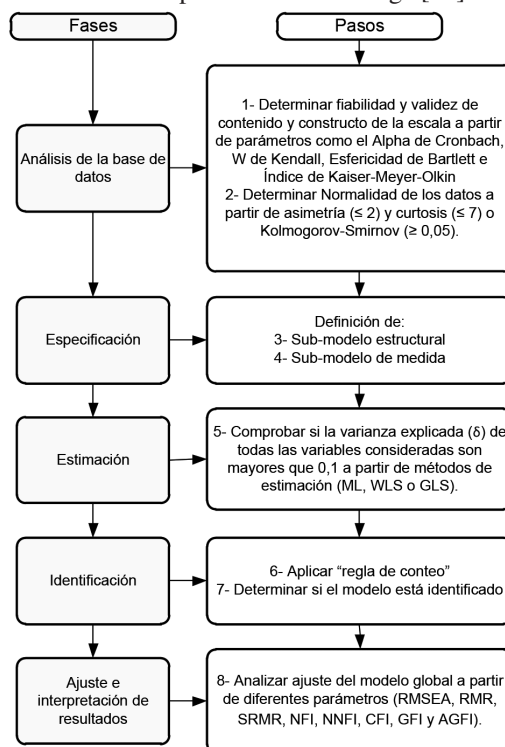 Fases
Pasos
Análisis de la base de
datos
1- Determinar fiabilidad y validez de
contenido y constructo de la escala a partir
de parámetros como el Alpha de Cronbach,
W de Kendall, Esfericidad de Bartlett e
Índice de Kaiser-Meyer-Olkin
2- Determinar Normalidad de los datos a
partir de asimetría (≤ 2) y curtosis (≤ 7) o
Kolmogorov-Smirnov (≥ 0,05).
Especificación
Definición de:
3- Sub-modelo estructural
4- Sub-modelo de medida
Estimación
5- Comprobar si la varianza explicada (δ) de
todas las variables consideradas son
mayores que 0,1 a partir de métodos de
estimación (ML, WLS o GLS).
Identificación
6- Aplicar “regla de conteo”
7- Determinar si el modelo está identificado
Ajuste e
interpretación de
resultados
8- Analizar ajuste del modelo global a partir
de diferentes parámetros (RMSEA, RMR,
SRMR, NFI, NNFI, CFI, GFI y AGFI).